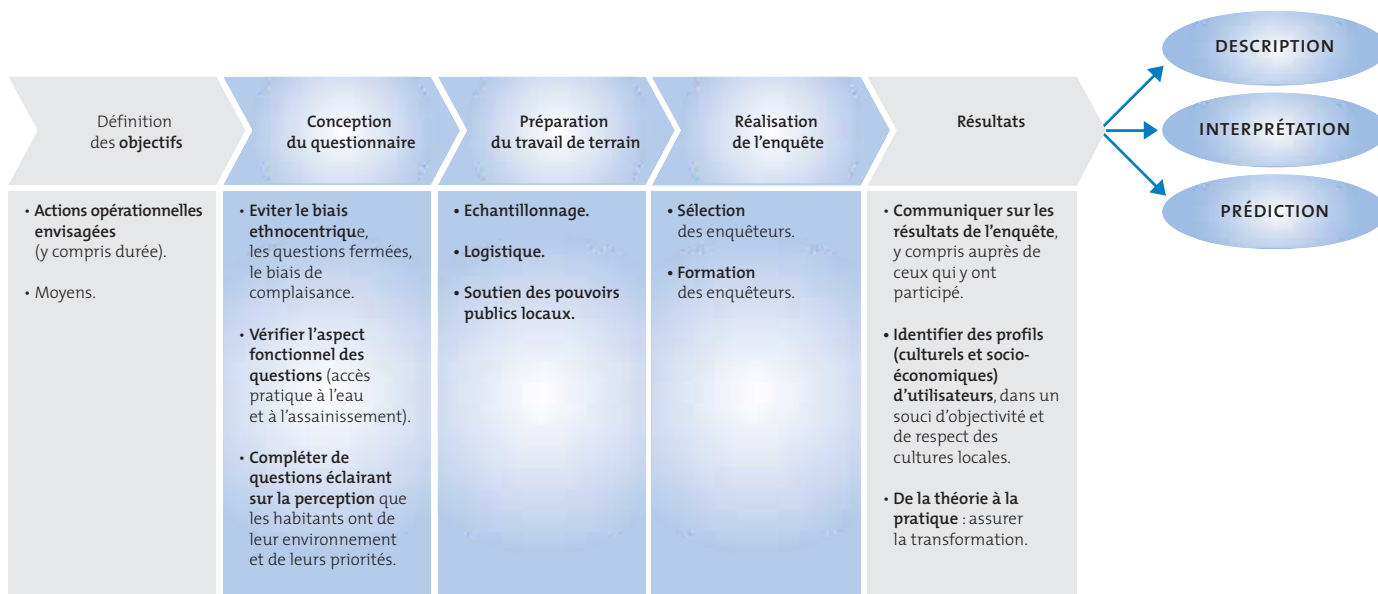 Définition
des objectifs
Conception
du questionnaire
Préparation
du travail de terrain
Réalisation
de l'enquête
Résultats
DESCRIPTION
INTERPRÉTATION
PRÉDICTION
· Actions opérationnelles
envisagées
(y compris durée).
· Moyens.
· Eviter le biais
ethnocentrique,
les questions fermées,
le biais de
complaisance.
· Vérifier l'aspect
fonctionnel des
questions (accès
pratique à l'eau
et à l'assainissement).
· Compléter de
questions éclairant
sur la perception que
les habitants ont de
leur environnement
et de leurs priorités.
• Echantillonnage.
• Logistique.
• Soutien des pouvoirs
publics locaux.
• Sélection
des enquêteurs.
• Formation
des enquêteurs.
· Communiquer sur les
résultats de l'enquête,
y compris auprès de
ceux qui y ont
participé.
• Identifier des profils
(culturels et socio-
économiques)
d'utilisateurs, dans un
souci d'objectivité et
de respect des
cultures locales.
· De la théorie à la
pratique : assurer
la transformation.